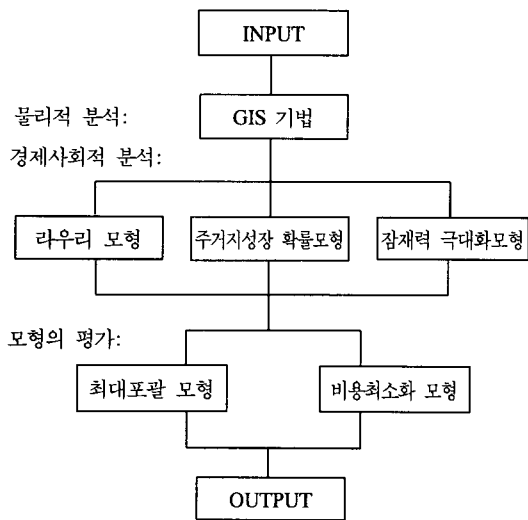 INPUT
물리적 분석:
GIS 기법
경제사회적 분석:
라우리 모형
주거지성장 확률모형
잠재력 극대화모형
모형의 평가:
최대포괄 모형
비용최소화 모형
OUTPUT